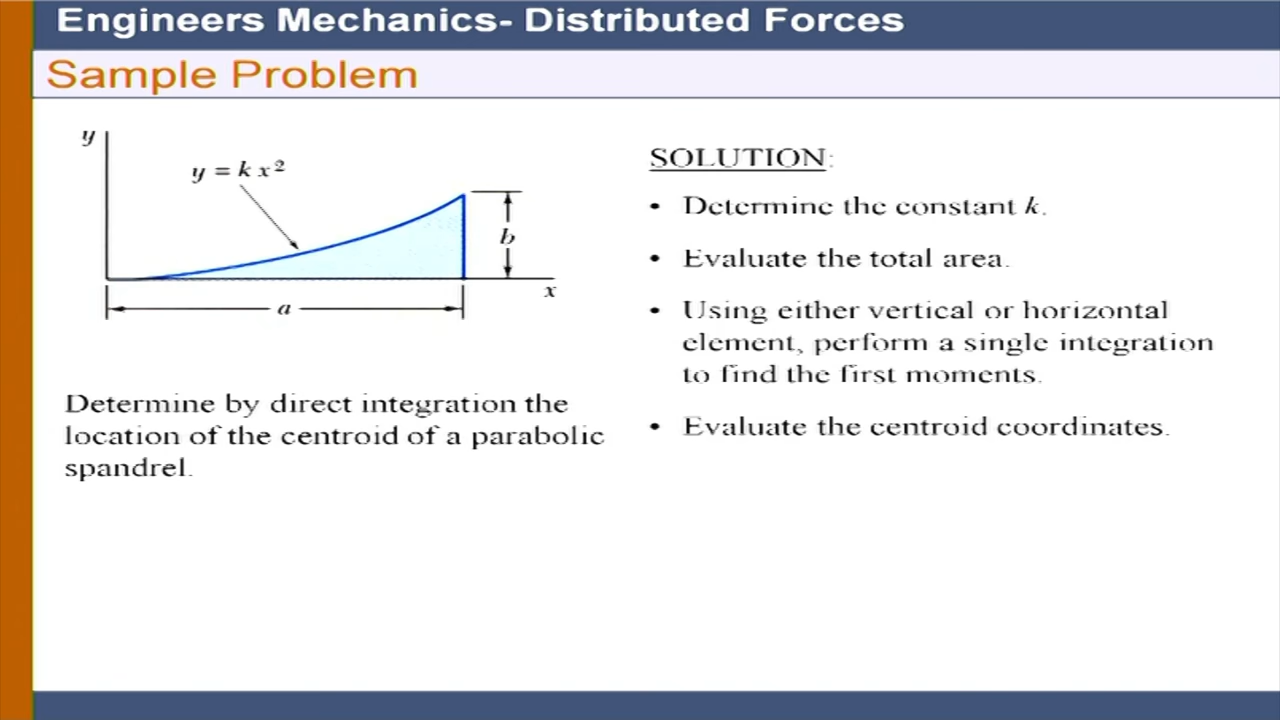 Engineers Mechanics- Distributed Forces
Sample Problem
y
y = k x²
b
x
a
Determine by direct integration the
location of the centroid of a parabolic
spandrel.
SOLUTION:
• Determine the constant k.
• Evaluate the total area.
• Using either vertical or horizontal
element, perform a single integration
to find the first moments.
• Evaluate the centroid coordinates.